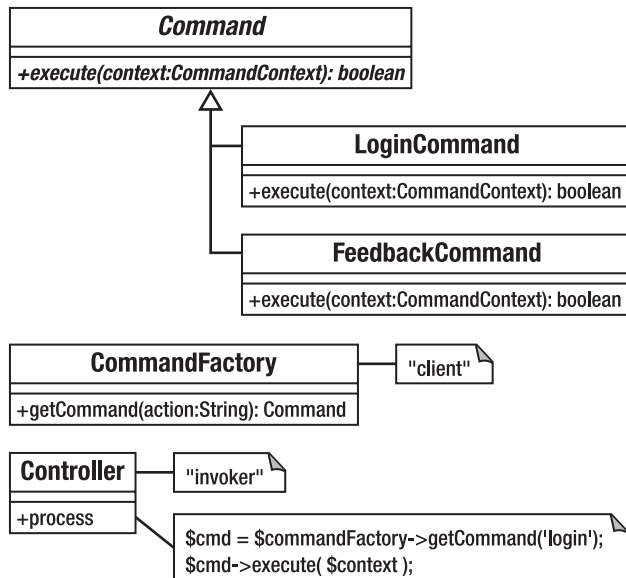 Command
+execute(context:CommandContext): boolean
LoginCommand
+execute(context:CommandContext): boolean
FeedbackCommand
+execute(context:CommandContext): boolean
CommandFactory
+getCommand(action:String): Command
"client"
Controller
+process
"invoker"
$cmd = $commandFactory->getCommand('login');
$cmd->execute( $context );